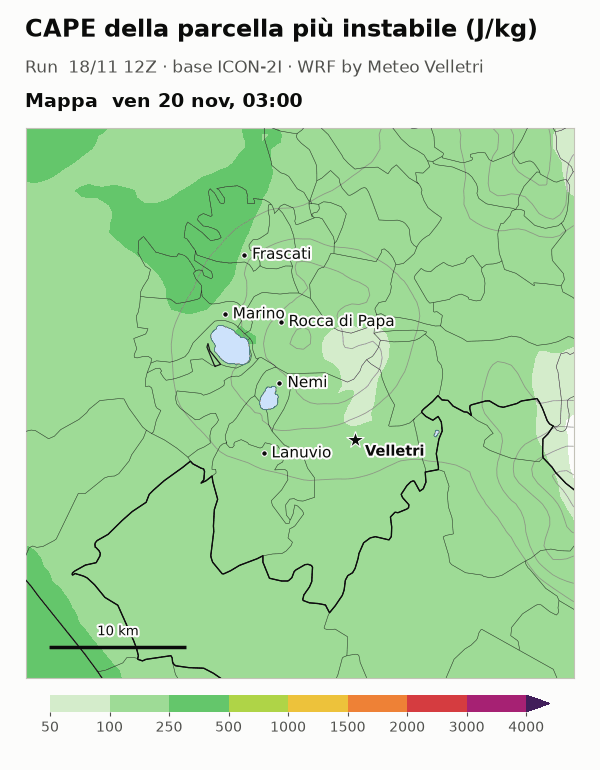 CAPE della parcella più instabile (J/kg)
Run  18/11 12Z · base ICON-2I · WRF by Meteo Velletri
Mappa  ven 20 nov, 03:00
Frascati
Marino
Rocca di Papa
Nemi
Velletri
Lanuvio
10 km
50 100 250 500 1000 1500 2000 3000 4000